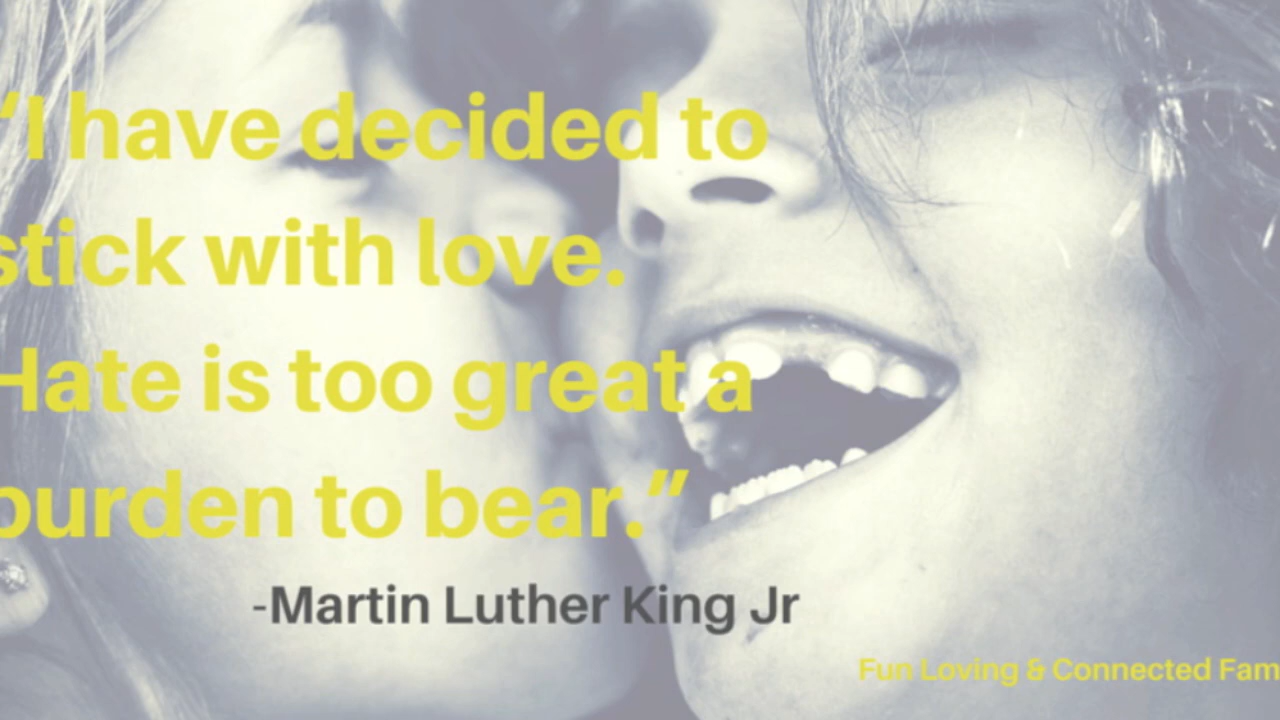 “I have decided to
stick with love.
Hate is too great a
burden to bear.”
-Martin Luther King Jr
Fun Loving & Connected Fam